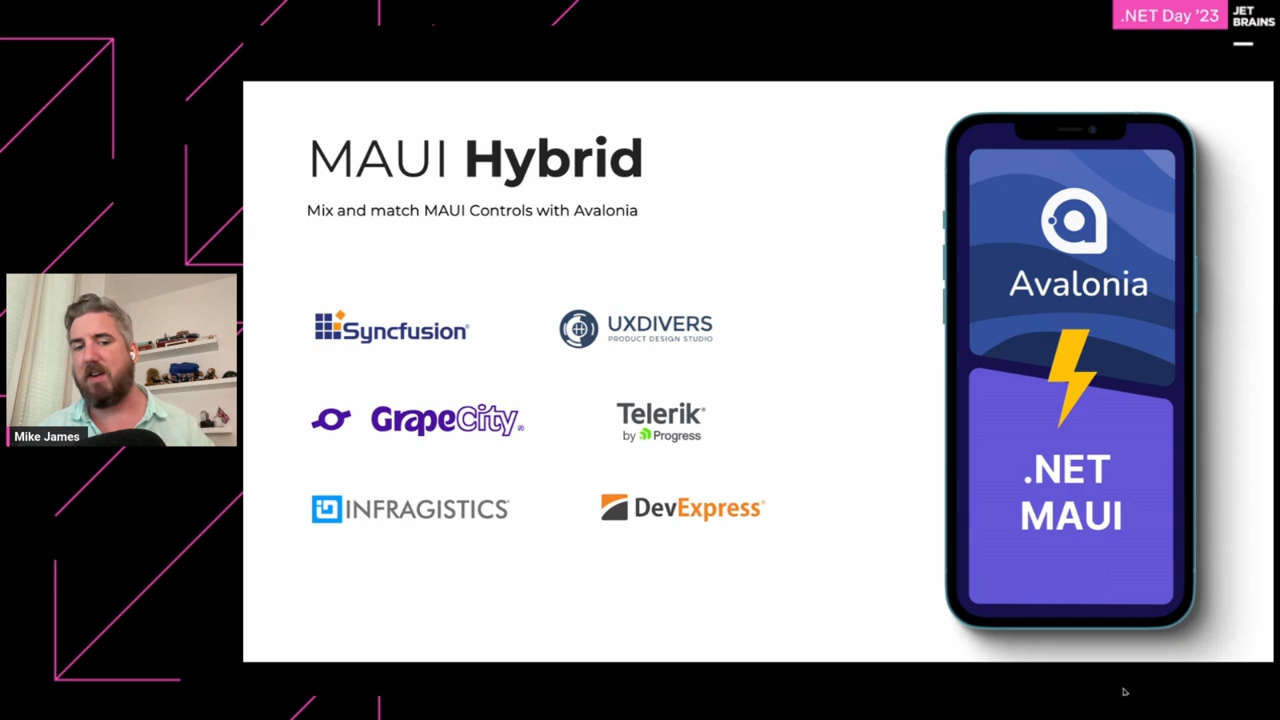 .NET Day '23
JET
BRAINS
MAUI Hybrid
Mix and match MAUI Controls with Avalonia
Syncfusion®
UXDIVERS
PRODUCT DESIGN STUDIO
GrapeCity®
Telerik®
by Progress
INFRAGISTICS®
DevExpress®
Avalonia
.NET
MAUI
Mike James